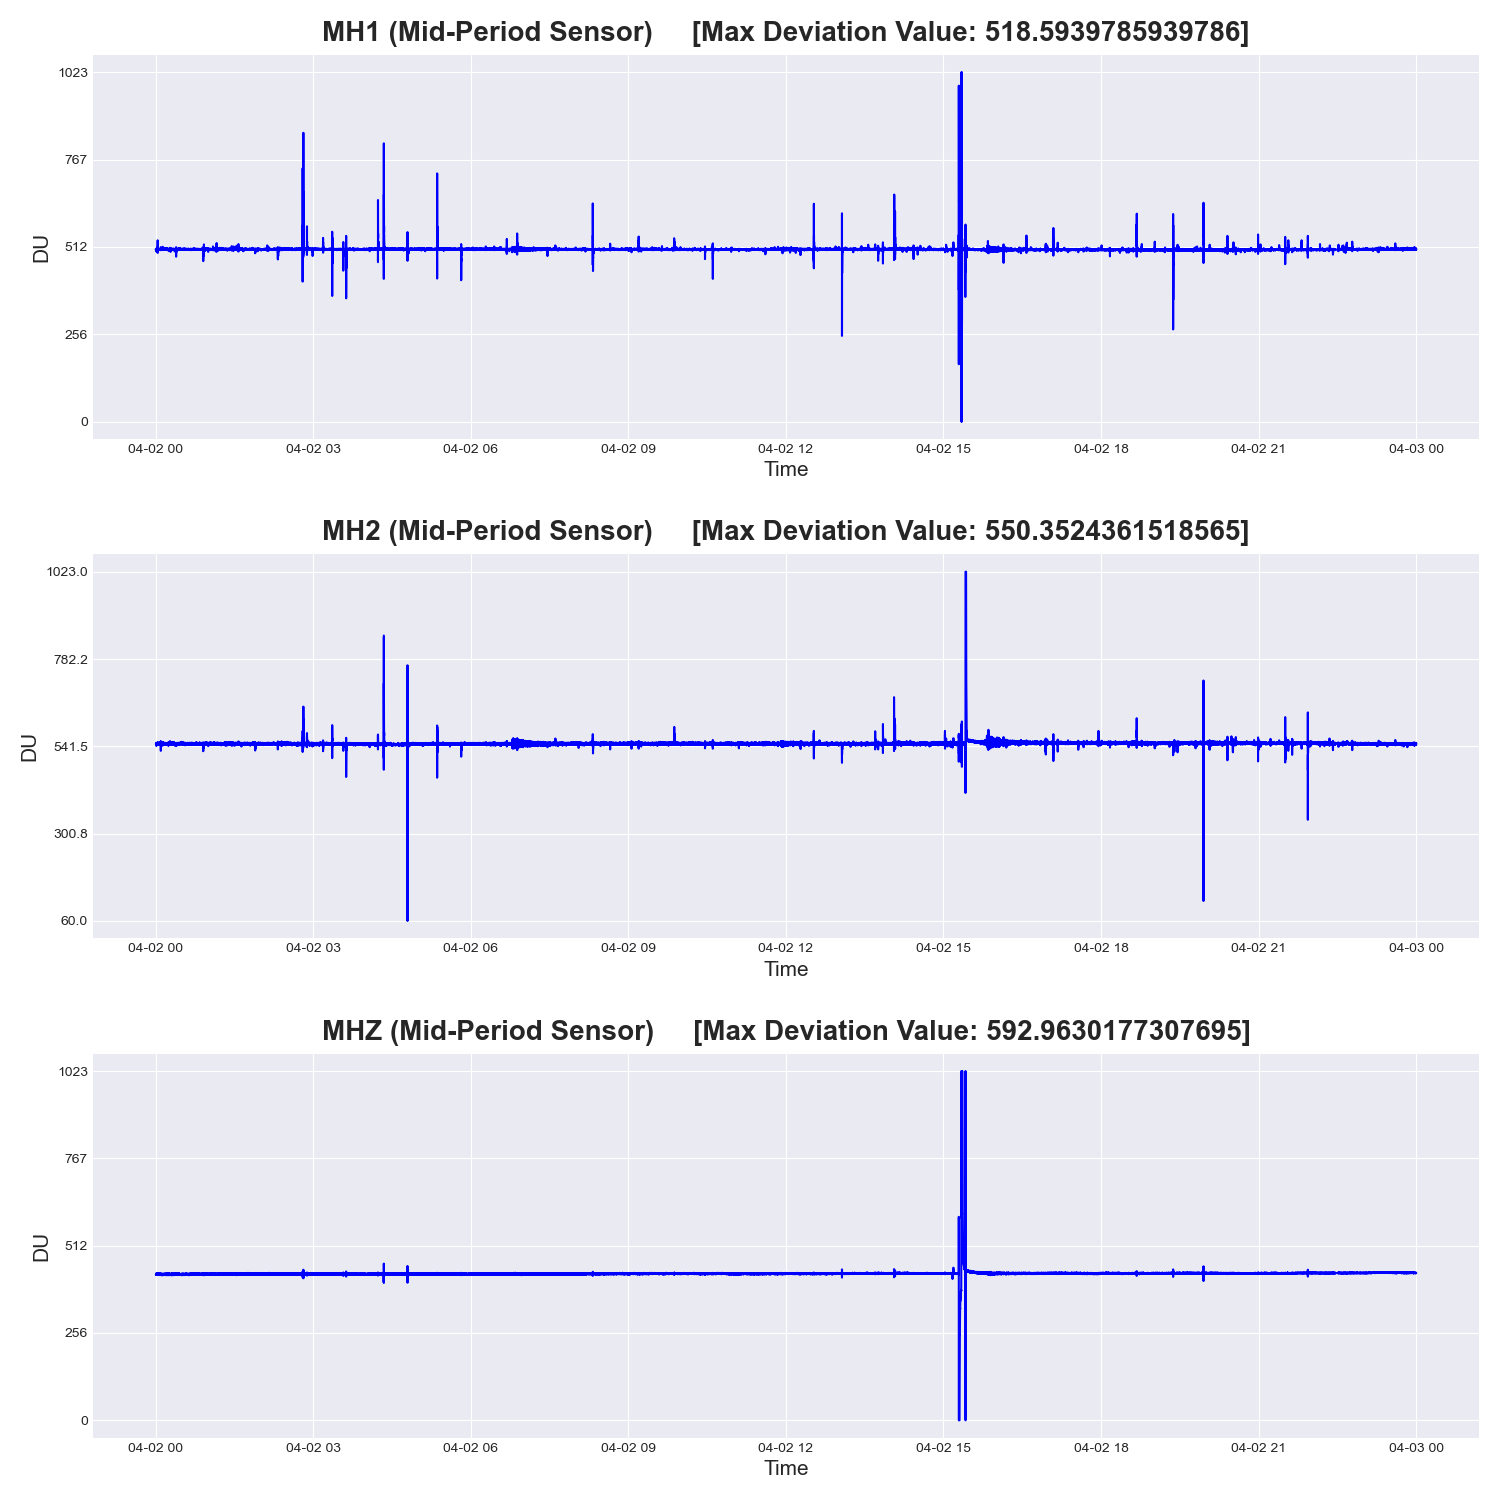 MH1 (Mid-Period Sensor) [Max Deviation Value: 518.5939785939786]
1023
767
512
256
0
DU
04-02 00 04-02 03 04-02 06 04-02 09 04-02 12 04-02 15 04-02 18 04-02 21 04-03 00
Time
MH2 (Mid-Period Sensor) [Max Deviation Value: 550.3524361518565]
1023.0
782.2
541.5
300.8
60.0
DU
04-02 00 04-02 03 04-02 06 04-02 09 04-02 12 04-02 15 04-02 18 04-02 21 04-03 00
Time
MHZ (Mid-Period Sensor) [Max Deviation Value: 592.9630177307695]
1023
767
512
256
0
DU
04-02 00 04-02 03 04-02 06 04-02 09 04-02 12 04-02 15 04-02 18 04-02 21 04-03 00
Time